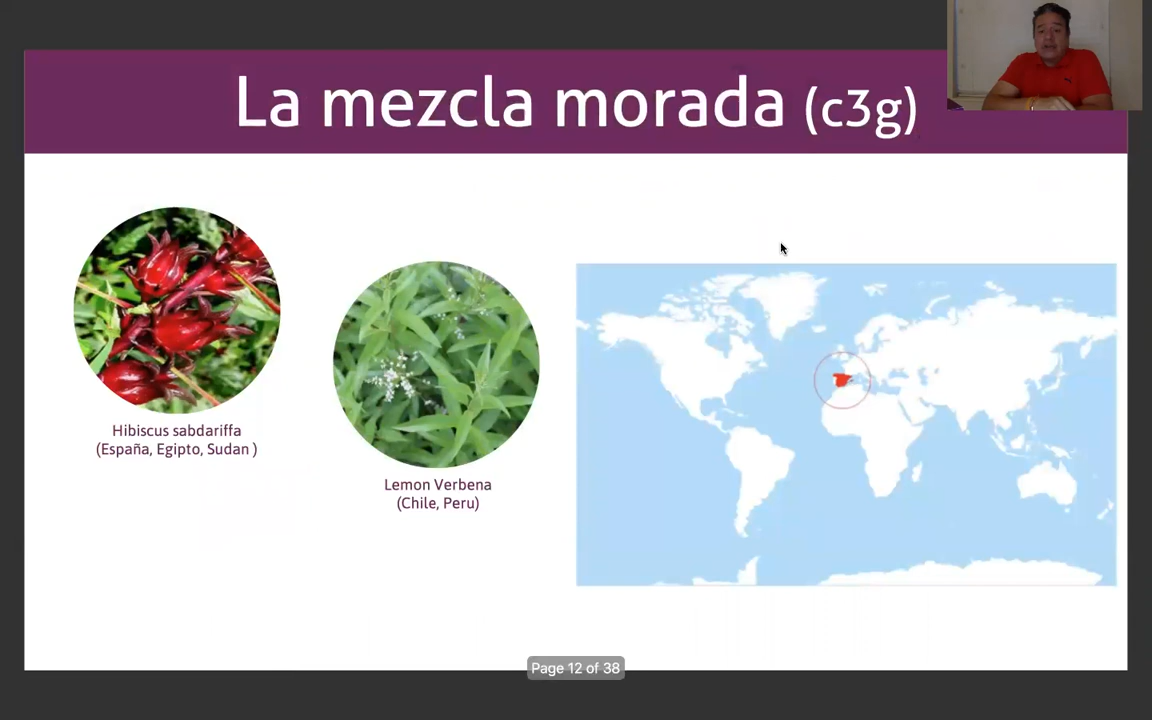 La mezcla morada (c3g)
Hibiscus sabdariffa
(España, Egipto, Sudan )
Lemon Verbena
(Chile, Peru)
Page 12 of 38